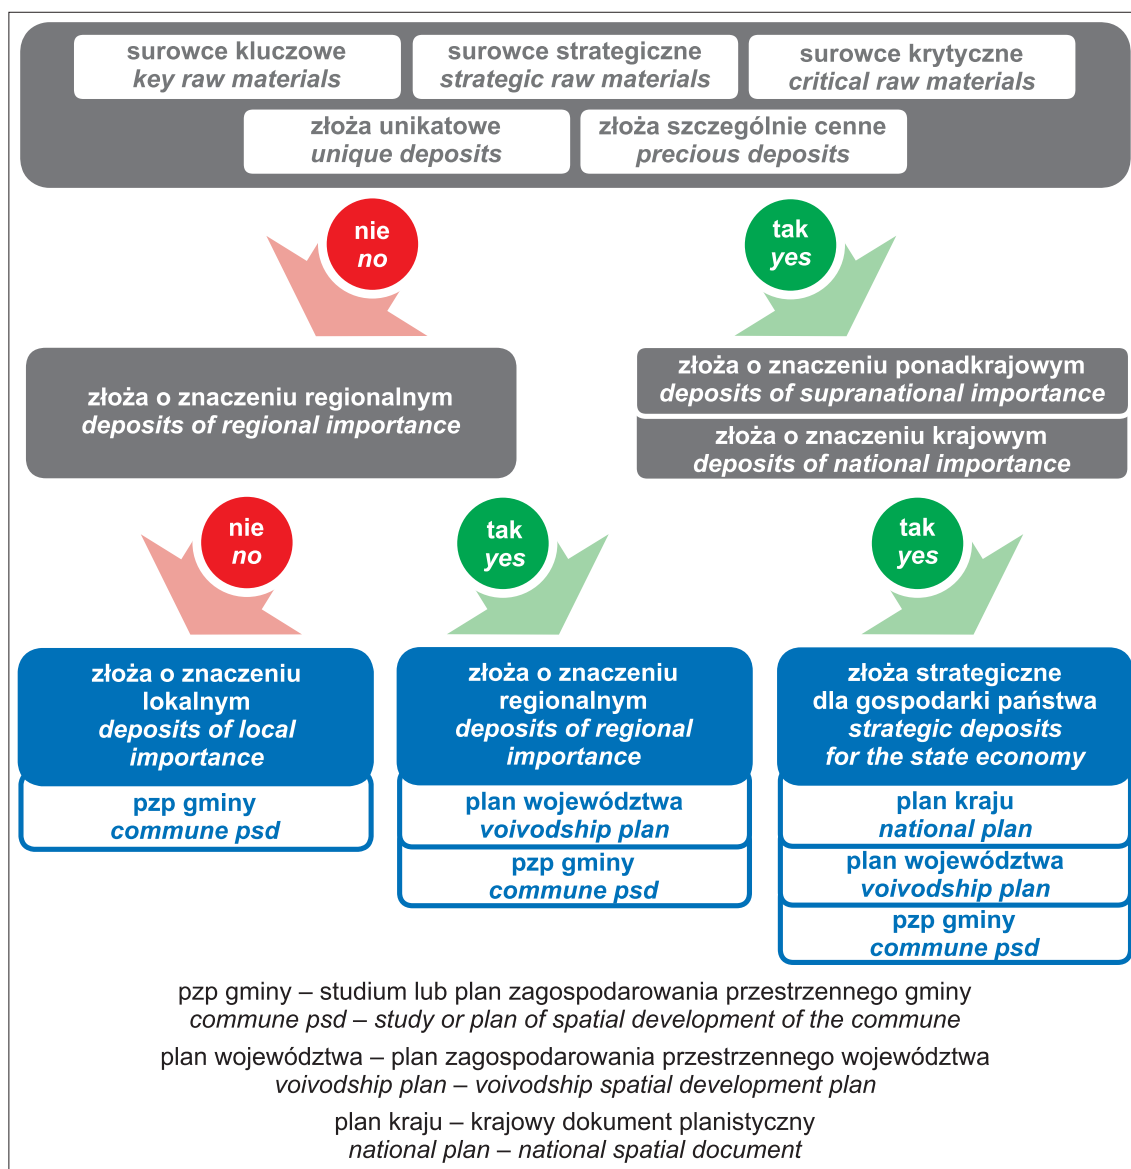 surowce kluczowe
key raw materials
surowce strategiczne
strategic raw materials
surowce krytyczne
critical raw materials
złoża unikatowe
unique deposits
złoża szczególnie cenne
precious deposits
nie
no
tak
yes
złoża o znaczeniu regionalnym
deposits of regional importance
złoża o znaczeniu ponadkrajowym
deposits of supranational importance
złoża o znaczeniu krajowym
deposits of national importance
nie
no
tak
yes
tak
yes
złoża o znaczeniu
lokalnym
deposits of local
importance
pzp gminy
commune psd
złoża o znaczeniu
regionalnym
deposits of regional
importance
plan województwa
voivodship plan
pzp gminy
commune psd
złoża strategiczne
dla gospodarki państwa
strategic deposits
for the state economy
plan kraju
national plan
plan województwa
voivodship plan
pzp gminy
commune psd
pzp gminy – studium lub plan zagospodarowania przestrzennego gminy
commune psd – study or plan of spatial development of the commune
plan województwa – plan zagospodarowania przestrzennego województwa
voivodship plan – voivodship spatial development plan
plan kraju – krajowy dokument planistyczny
national plan – national spatial document